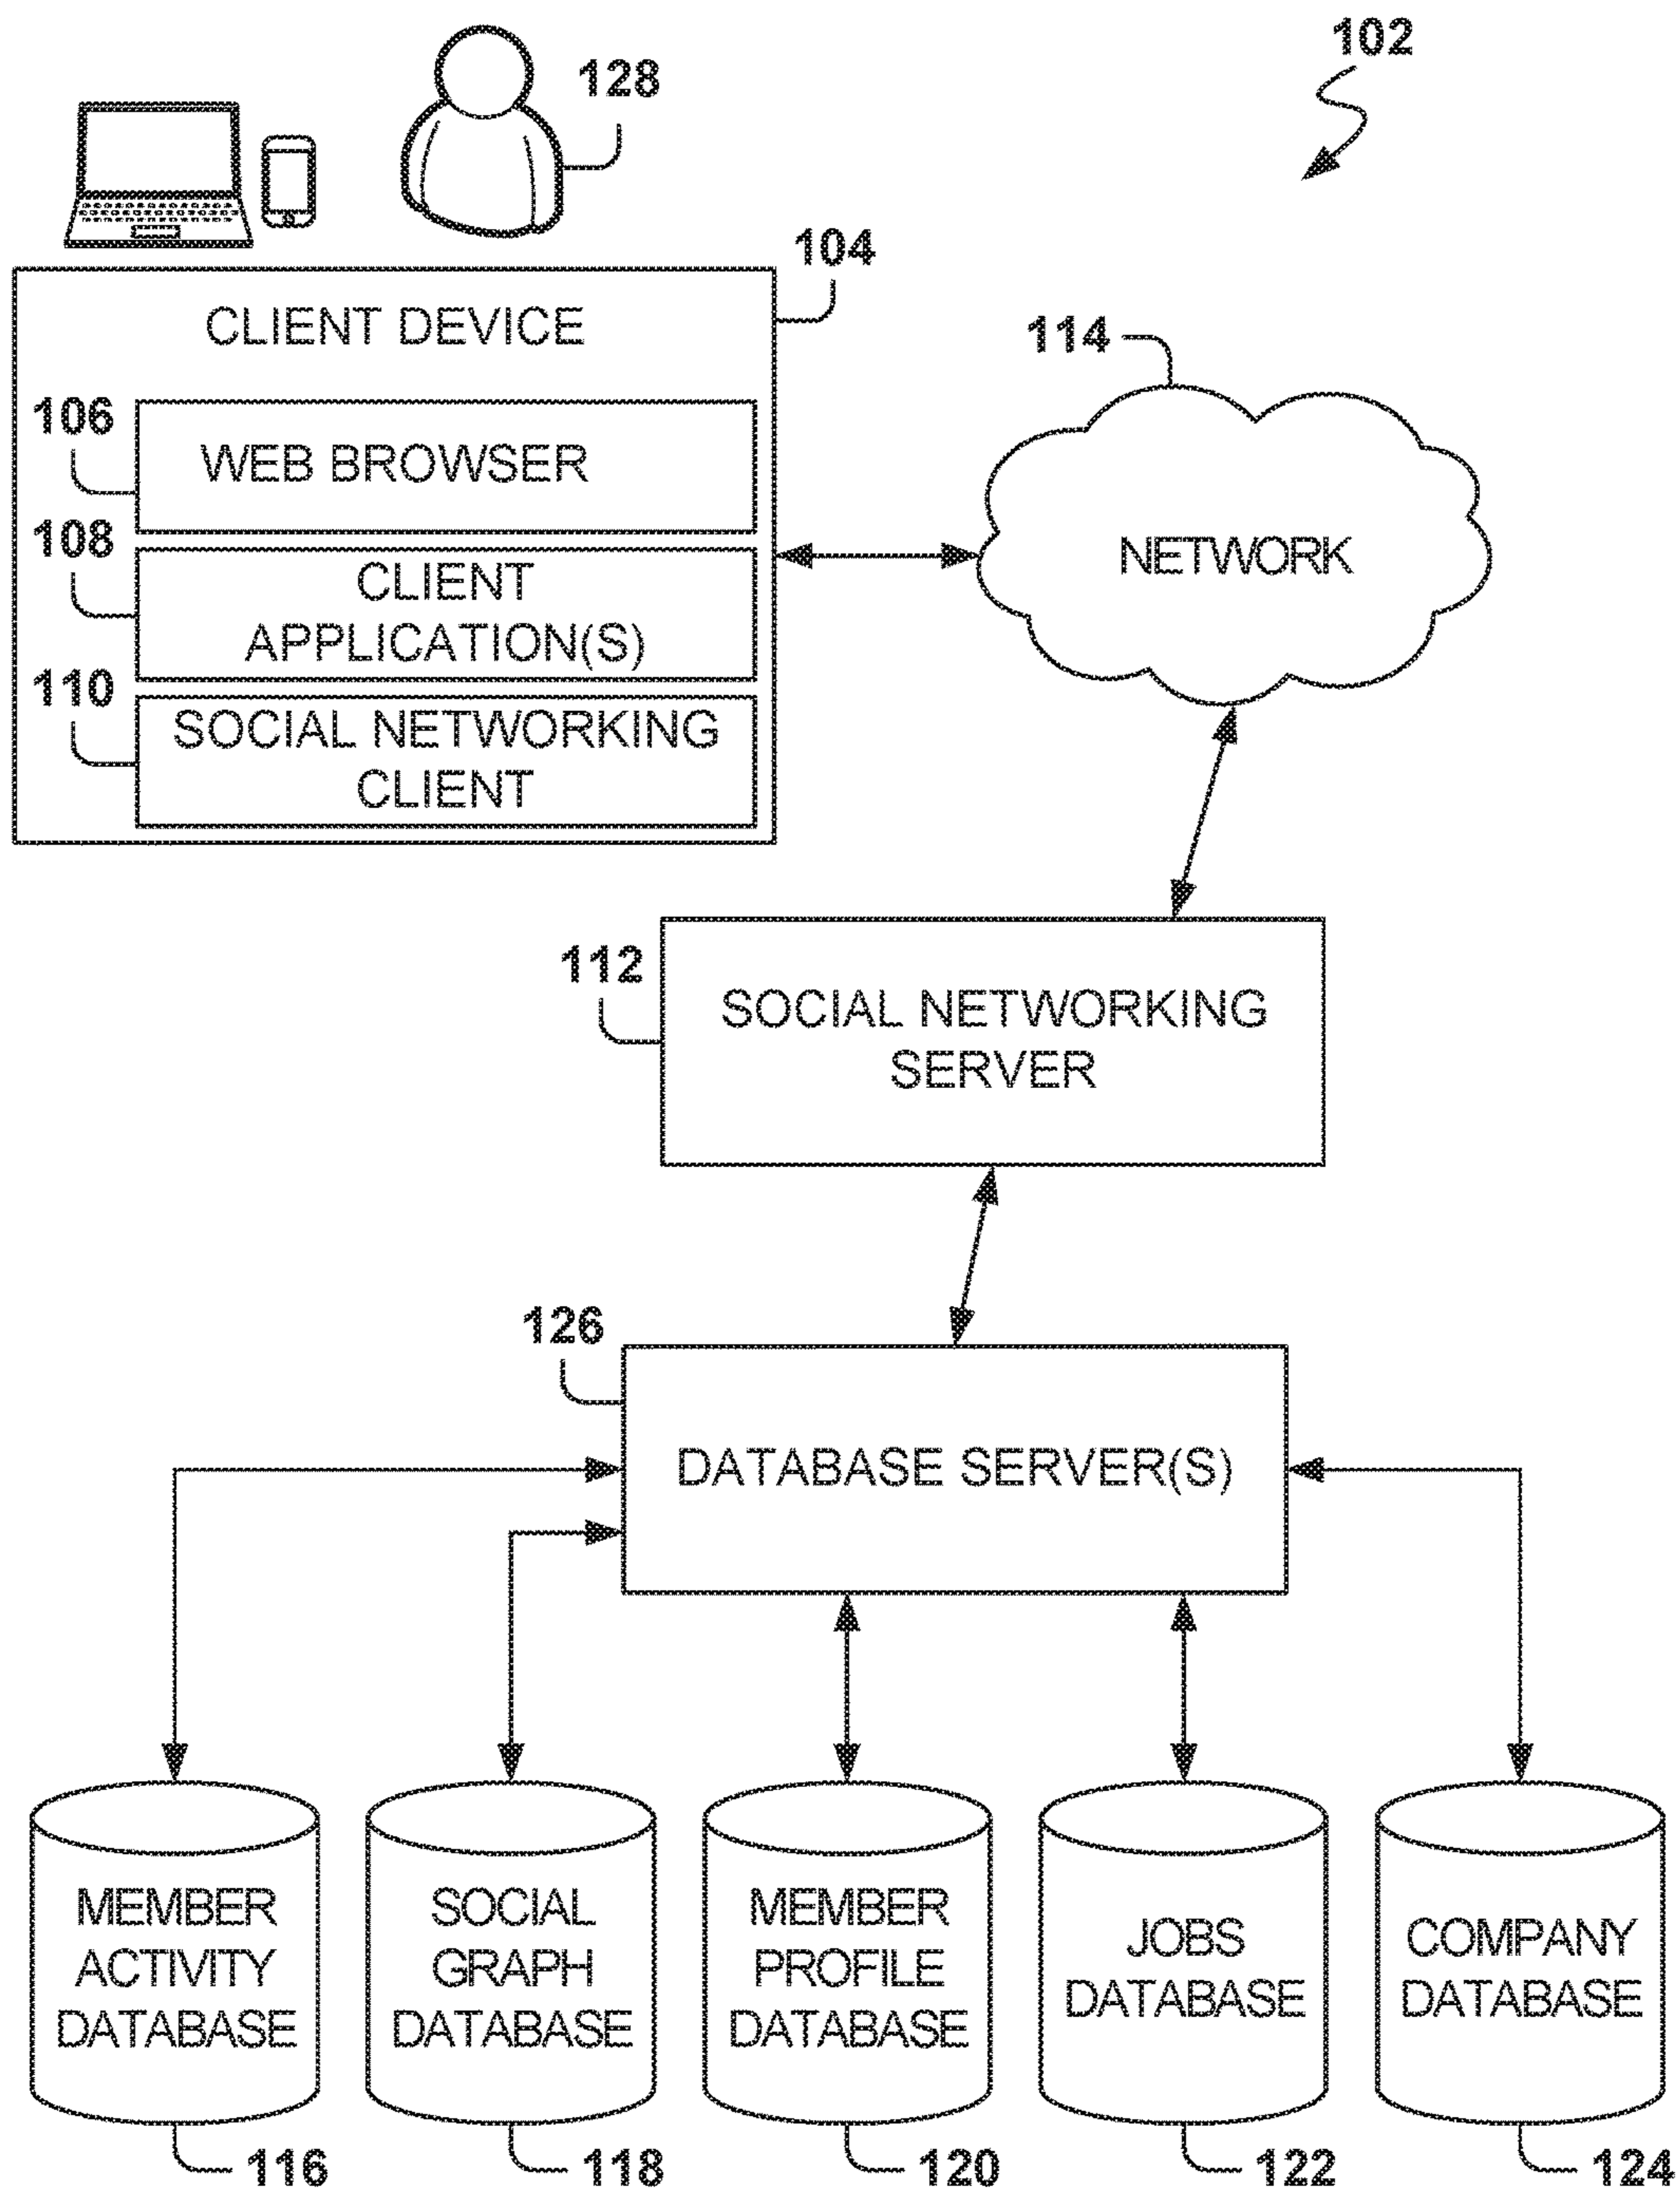 102
128
104
CLIENT DEVICE
114
106
WEB BROWSER
108
CLIENT
APPLICATION(S)
NETWORK
110
SOCIAL NETWORKING
CLIENT
112
SOCIAL NETWORKING
SERVER
126
DATABASE SERVER(S)
MEMBER
ACTIVITY
DATABASE
SOCIAL
GRAPH
DATABASE
MEMBER
PROFILE
DATABASE
JOBS
DATABASE
COMPANY
DATABASE
116
118
120
122
124